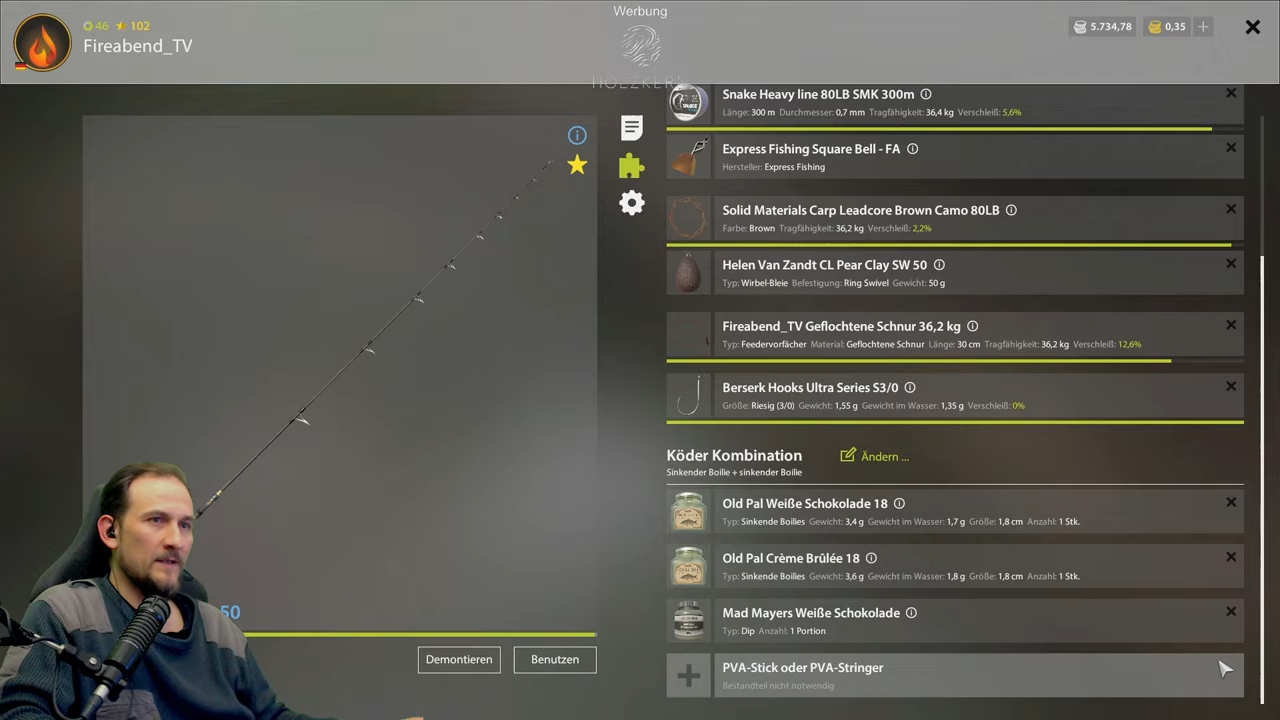 Werbung
46 102
Fireabend_TV
HOLZKERN
5.734,78
0,35
Snake Heavy line 80LB SMK 300m
Länge: 300 m Durchmesser: 0,7 mm Tragfähigkeit: 36,4 kg Verschleiß: 5,6%
Express Fishing Square Bell - FA
Hersteller: Express Fishing
Solid Materials Carp Leadcore Brown Camo 80LB
Farbe: Brown Tragfähigkeit: 36,2 kg Verschleiß: 2,2%
Helen Van Zandt CL Pear Clay SW 50
Typ: Wirbel-Bleie Befestigung: Ring Swivel Gewicht: 50 g
Fireabend_TV Geflochtene Schnur 36,2 kg
Typ: Feedervorfächer Material: Geflochtene Schnur Länge: 30 cm Tragfähigkeit: 36,2 kg Verschleiß: 12,6%
Berserk Hooks Ultra Series S3/0
Größe: Riesig (3/0) Gewicht: 1,55 g Gewicht im Wasser: 1,35 g Verschleiß: 0%
Köder Kombination
Ändern ...
Sinkender Boilie + sinkender Boilie
Old Pal Weiße Schokolade 18
Typ: Sinkende Boilies Gewicht: 3,4 g Gewicht im Wasser: 1,7 g Größe: 1,8 cm Anzahl: 1 Stk.
Old Pal Crème Brûlée 18
Typ: Sinkende Boilies Gewicht: 3,6 g Gewicht im Wasser: 1,8 g Größe: 1,8 cm Anzahl: 1 Stk.
Mad Mayers Weiße Schokolade
Typ: Dip Anzahl: 1 Portion
PVA-Stick oder PVA-Stringer
Bestandteil nicht notwendig
50
Demontieren
Benutzen